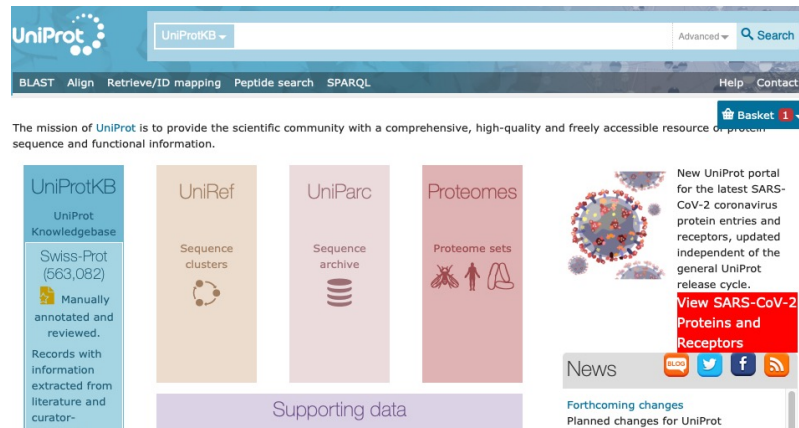 UniProt
UniProtKB
Advanced
Search
BLAST Align Retrieve/ID mapping Peptide search SPARQL
Help Contact
Basket 1
The mission of UniProt is to provide the scientific community with a comprehensive, high-quality and freely accessible resource of protein
sequence and functional information.
UniProtKB
UniProt
Knowledgebase
Swiss-Prot
(563,082)
Manually
annotated and
reviewed.
Records with
information
extracted from
literature and
curator-
UniRef
Sequence
clusters
UniParc
Sequence
archive
Proteomes
Proteome sets
Supporting data
New UniProt portal
for the latest SARS-
CoV-2 coronavirus
protein entries and
receptors, updated
independent of the
general UniProt
release cycle.
View SARS-CoV-2
Proteins and
Receptors
News
BLOG
Forthcoming changes
Planned changes for UniProt